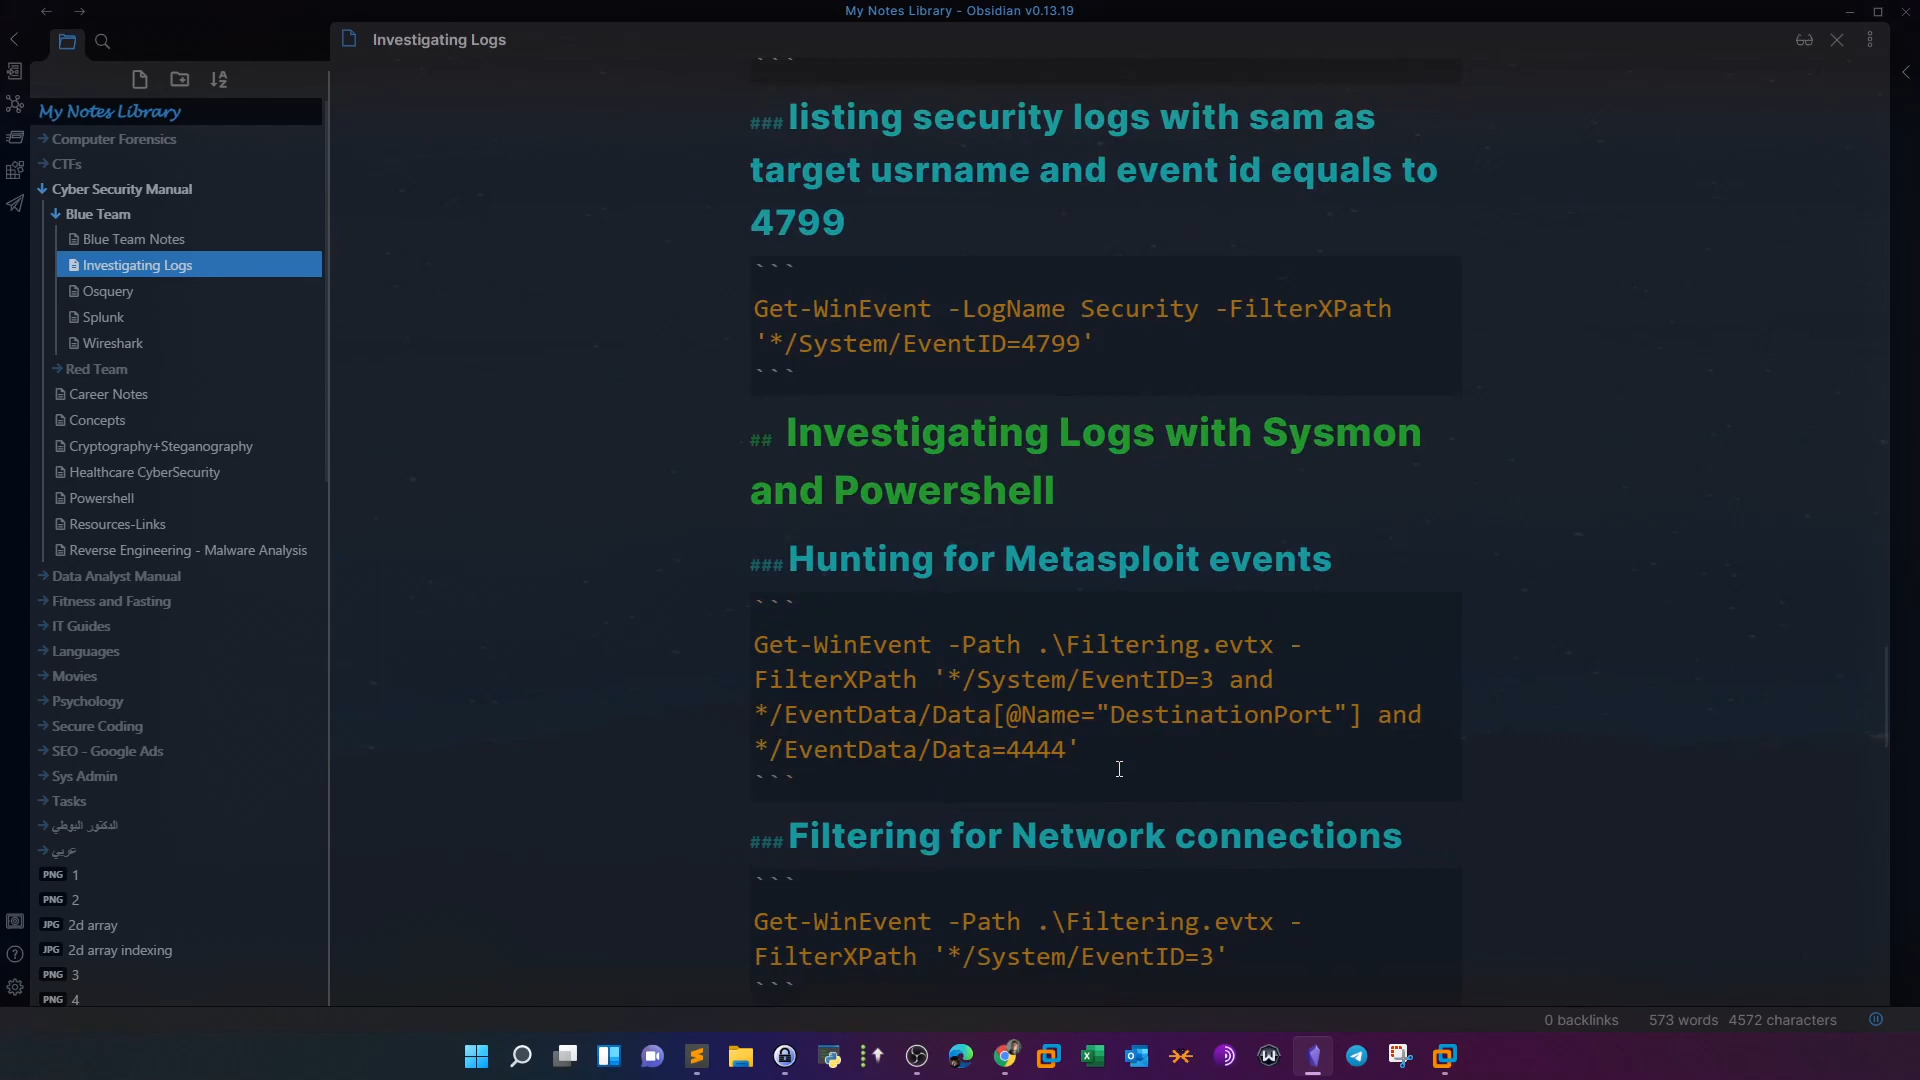 My Notes Library - Obsidian v0.13.19
Investigating Logs
My Notes Library
Computer Forensics
CTFs
Cyber Security Manual
Blue Team
Blue Team Notes
Investigating Logs
Osquery
Splunk
Wireshark
Red Team
Career Notes
Concepts
Cryptography+Steganography
Healthcare CyberSecurity
Powershell
Resources-Links
Reverse Engineering - Malware Analysis
Data Analyst Manual
Fitness and Fasting
IT Guides
Languages
Movies
Psychology
Secure Coding
SEO - Google Ads
Sys Admin
Tasks
الدكتور البوطي
عربي
PNG 1
PNG 2
JPG 2d array
JPG 2d array indexing
PNG 3
PNG 4
```
### listing security logs with sam as
target usrname and event id equals to
4799
```
Get-WinEvent -LogName Security -FilterXPath
'*/System/EventID=4799'
```
## Investigating Logs with Sysmon
and Powershell
### Hunting for Metasploit events
```
Get-WinEvent -Path .\Filtering.evtx -
FilterXPath '*/System/EventID=3 and
*/EventData/Data[@Name="DestinationPort"] and
*/EventData/Data=4444'
```
### Filtering for Network connections
```
Get-WinEvent -Path .\Filtering.evtx -
FilterXPath '*/System/EventID=3'
```
0 backlinks 573 words 4572 characters